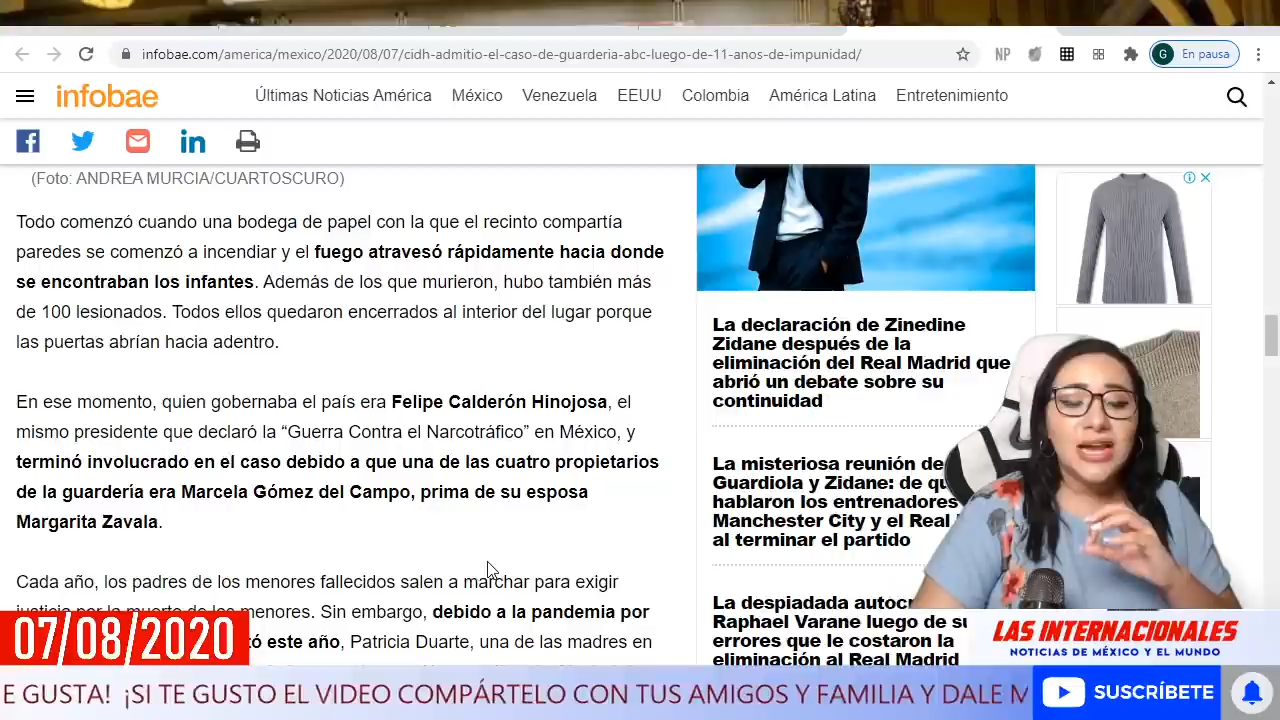 infobae.com/america/mexico/2020/08/07/cidh-admitio-el-caso-de-guarderia-abc-luego-de-11-anos-de-impunidad/
NP
G En pausa
infobae
Últimas Noticias América México Venezuela EEUU Colombia América Latina Entretenimiento
(Foto: ANDREA MURCIA/CUARTOSCURO)
Todo comenzó cuando una bodega de papel con la que el recinto compartía
paredes se comenzó a incendiar y el fuego atravesó rápidamente hacia donde
se encontraban los infantes. Además de los que murieron, hubo también más
de 100 lesionados. Todos ellos quedaron encerrados al interior del lugar porque
las puertas abrían hacia adentro.
En ese momento, quien gobernaba el país era Felipe Calderón Hinojosa, el
mismo presidente que declaró la “Guerra Contra el Narcotráfico” en México, y
terminó involucrado en el caso debido a que una de las cuatro propietarios
de la guardería era Marcela Gómez del Campo, prima de su esposa
Margarita Zavala.
Cada año, los padres de los menores fallecidos salen a marchar para exigir
justicia por la muerte de los menores. Sin embargo, debido a la pandemia por
este año, Patricia Duarte, una de las madres en
La declaración de Zinedine
Zidane después de la
eliminación del Real Madrid que
abrió un debate sobre su
continuidad
La misteriosa reunión de
Guardiola y Zidane: de
hablaron los entrenadores
Manchester City y el Real
al terminar el partido
La despiadada
Raphael Varane luego de
errores que le costaron la
eliminación al Real Madrid
07/08/2020
LAS INTERNACIONALES
NOTICIAS DE MÉXICO Y EL MUNDO
E GUSTA! ¡SI TE GUSTO EL VIDEO COMPÁRTELO CON TUS AMIGOS Y FAMILIA Y DALE
SUSCRÍBETE